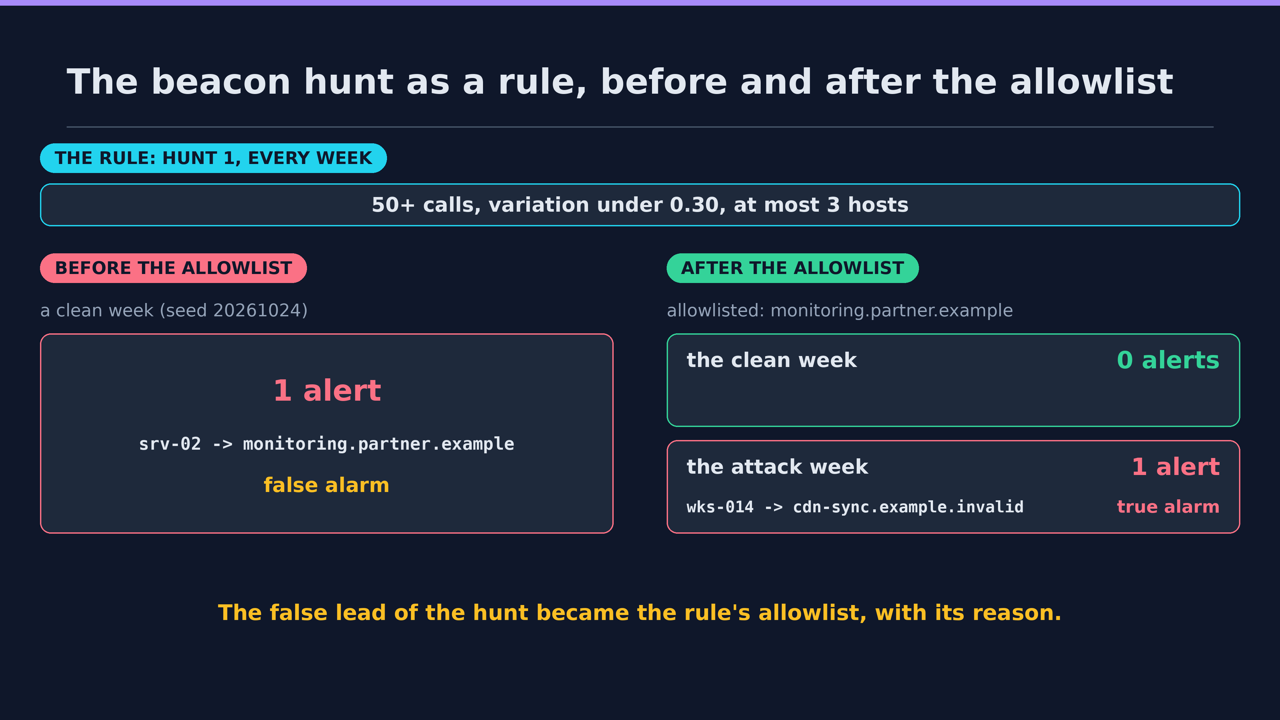 The beacon hunt as a rule, before and after the allowlist
THE RULE: HUNT 1, EVERY WEEK
50+ calls, variation under 0.30, at most 3 hosts
BEFORE THE ALLOWLIST
a clean week (seed 20261024)
1 alert
srv-02 -> monitoring.partner.example
false alarm
AFTER THE ALLOWLIST
allowlisted: monitoring.partner.example
the clean week
0 alerts
the attack week
1 alert
wks-014 -> cdn-sync.example.invalid
true alarm
The false lead of the hunt became the rule's allowlist, with its reason.